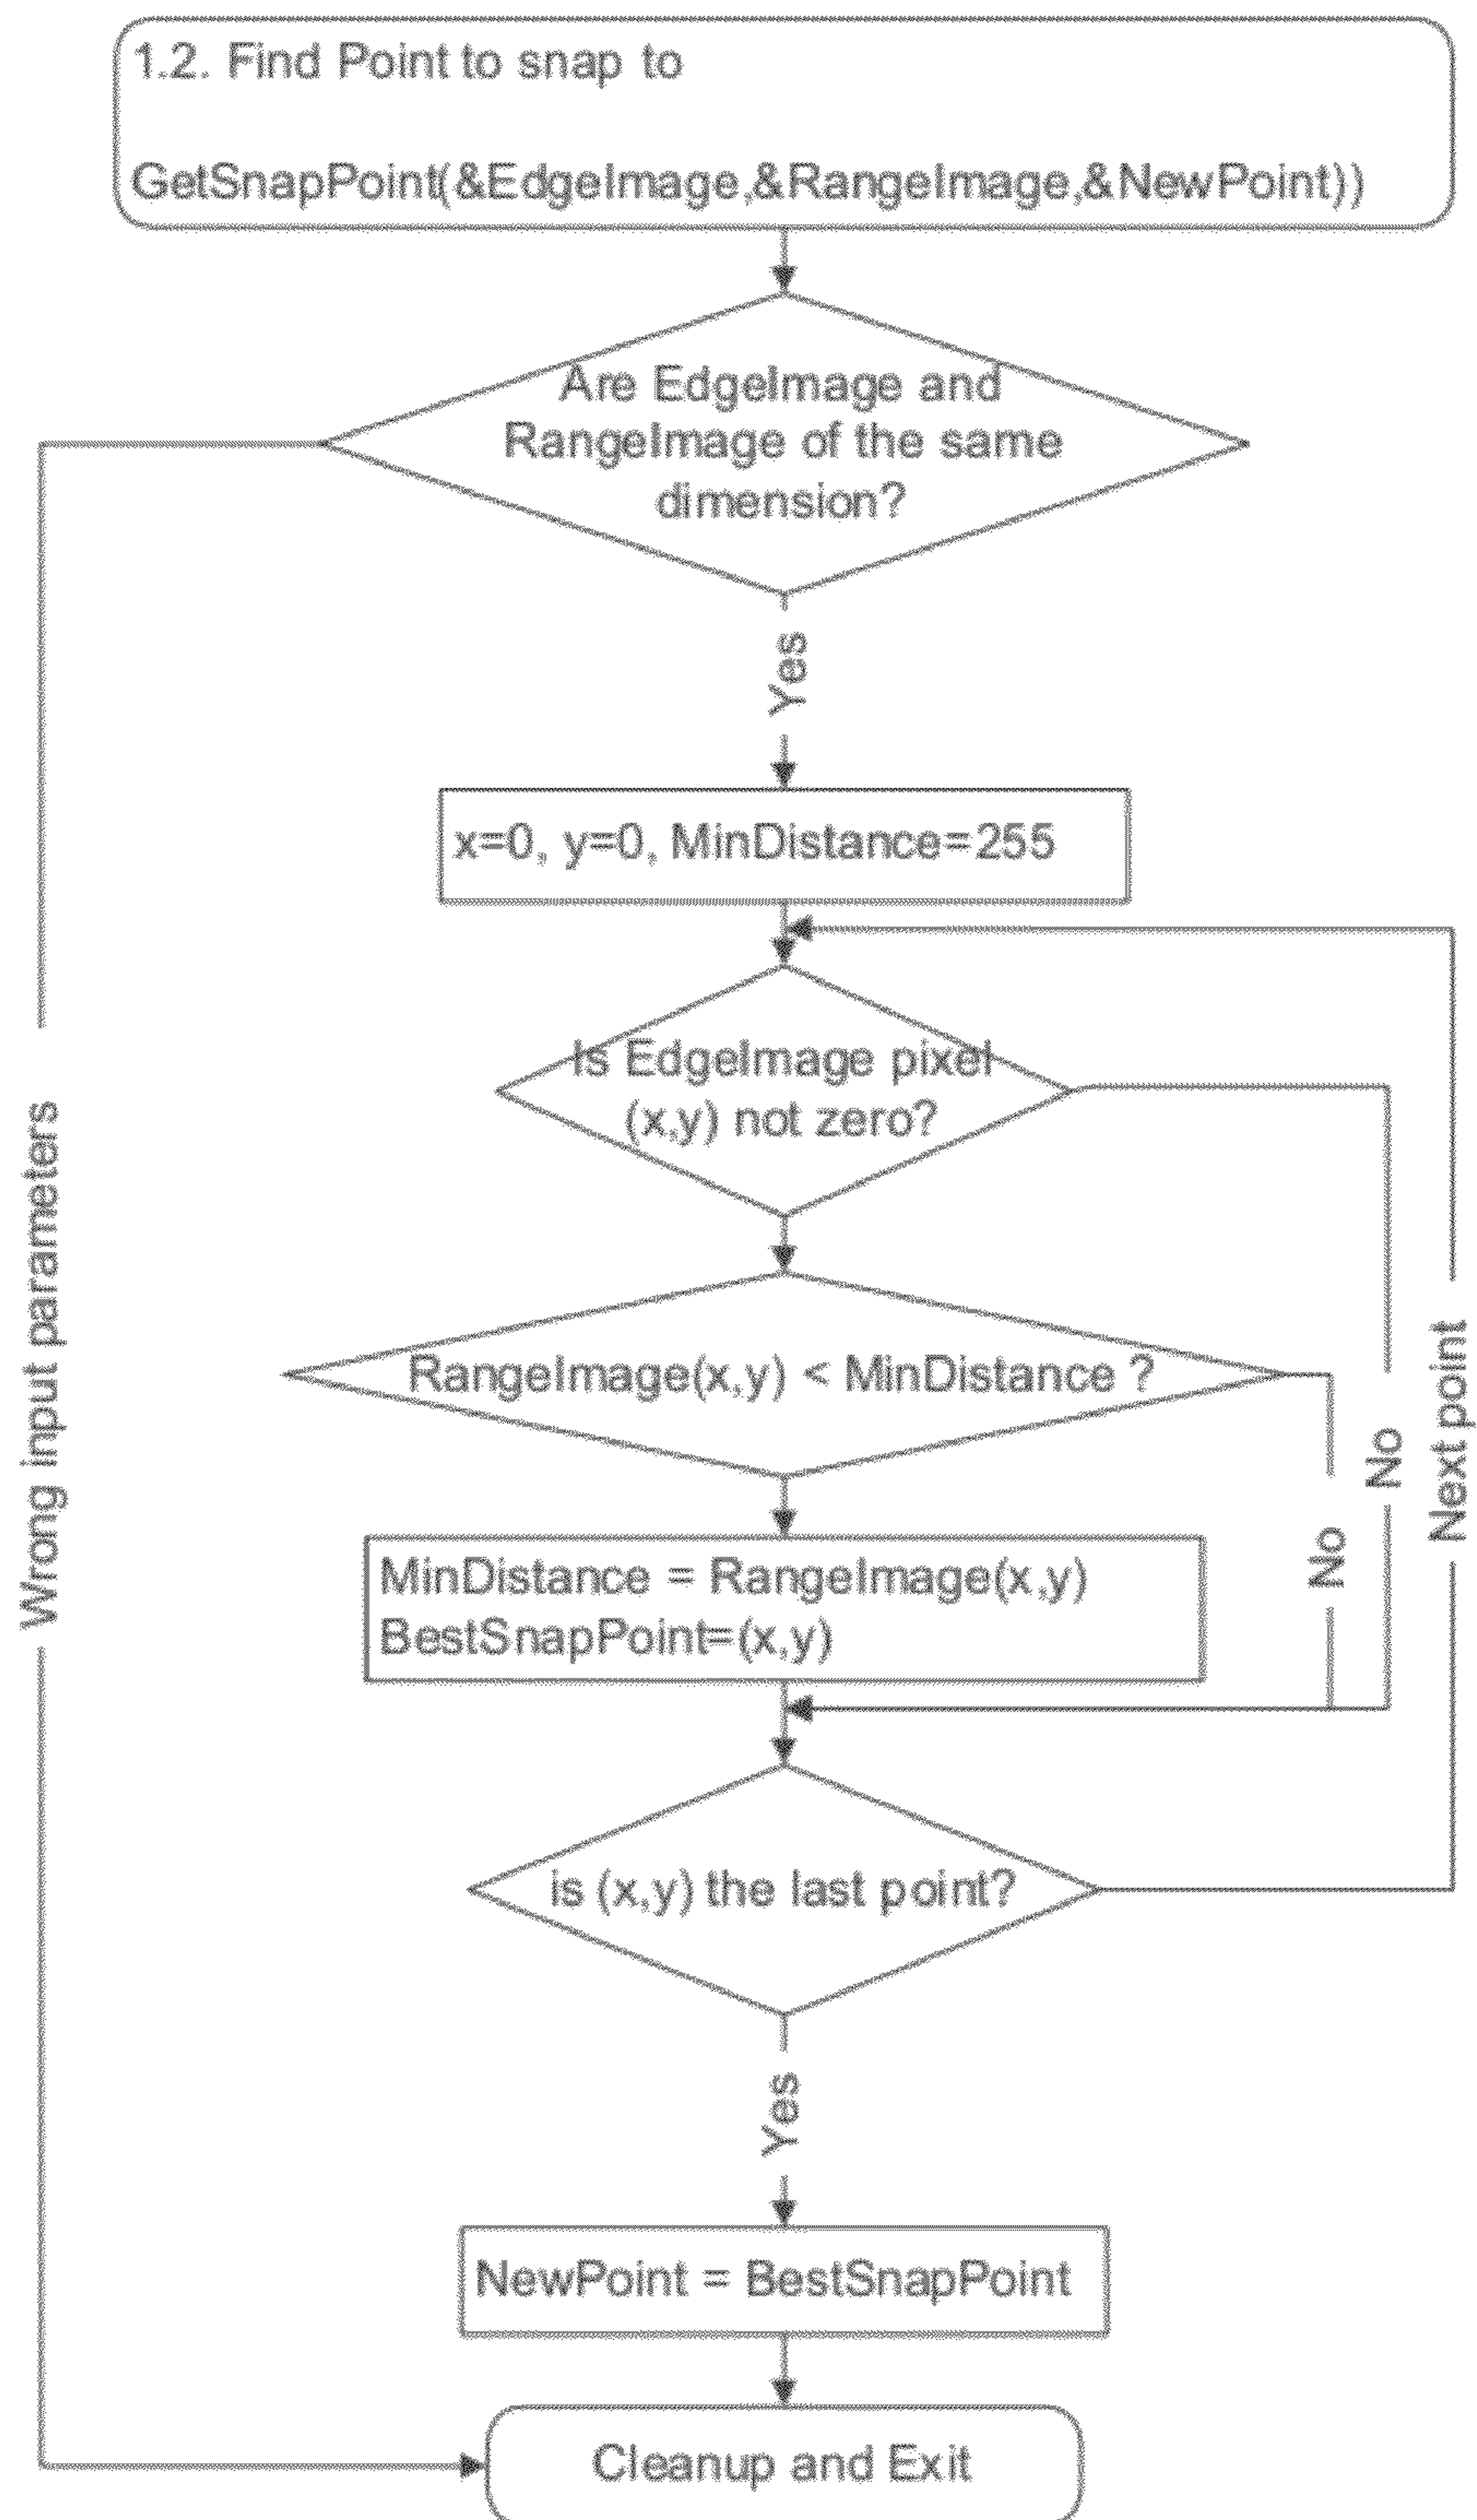 1.2. Find Point to snap to
GetSnapPoint(&EdgeImage,&RangeImage,&NewPoint))
Are EdgeImage and
RangeImage of the same
dimension?
Yes
x=0, y=0, MinDistance=255
Is EdgeImage pixel
(x,y) not zero?
RangeImage(x,y) < MinDistance ?
No
No
Next point
Wrong input parameters
MinDistance = RangeImage(x,y)
BestSnapPoint=(x,y)
is (x,y) the last point?
Yes
NewPoint = BestSnapPoint
Cleanup and Exit